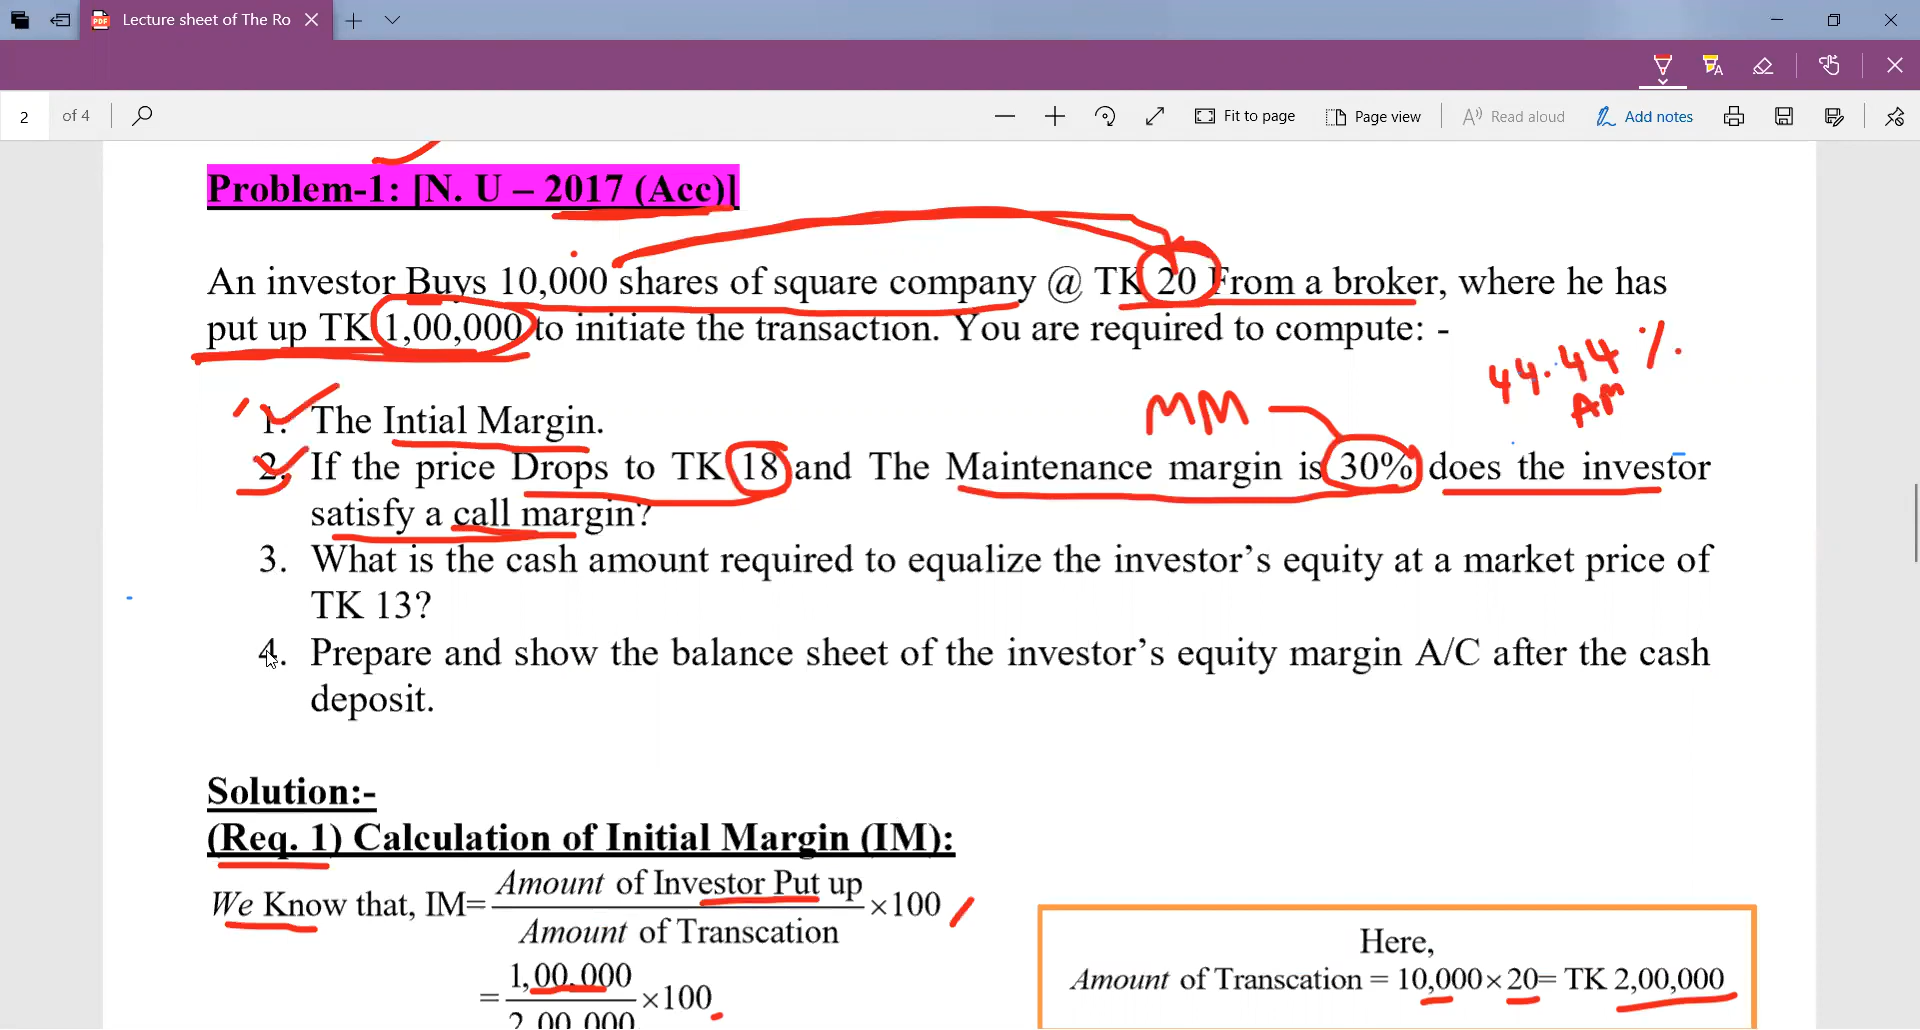 Lecture sheet of The Ro
2 of 4 Fit to page Page view Read aloud Add notes
Problem-1: [N. U – 2017 (Acc)]
An investor Buys 10,000 shares of square company @ TK 20 From a broker, where he has
put up TK 1,00,000 to initiate the transaction. You are required to compute: -
44.44 %
AM
MM
1. The Intial Margin.
2. If the price Drops to TK 18 and The Maintenance margin is 30% does the investor
satisfy a call margin?
3. What is the cash amount required to equalize the investor’s equity at a market price of
TK 13?
4. Prepare and show the balance sheet of the investor’s equity margin A/C after the cash
deposit.
Solution:-
(Req. 1) Calculation of Initial Margin (IM):
Amount of Investor Put up
We Know that, IM= ×100
Amount of Transcation
1,00,000
= ×100
2,00,000
Here,
Amount of Transcation = 10,000×20= TK 2,00,000